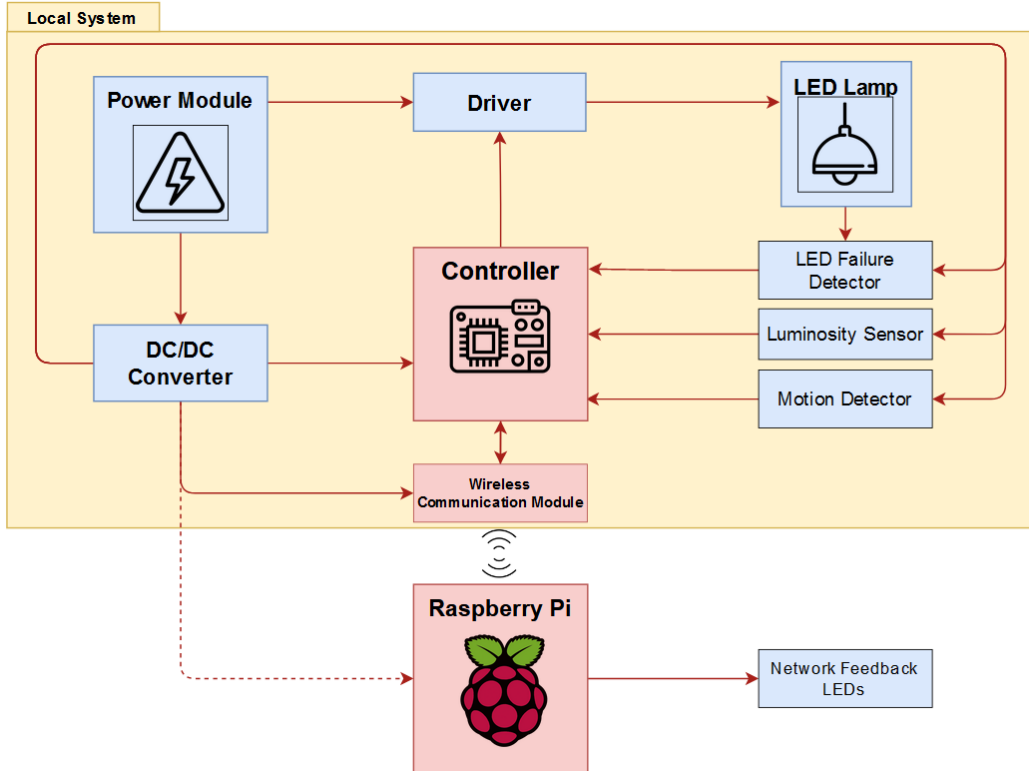 Local System
Power Module
Driver
LED Lamp
Controller
LED Failure
Detector
Luminosity Sensor
DC/DC
Converter
Motion Detector
Wireless
Communication Module
Raspberry Pi
Network Feedback
LEDs